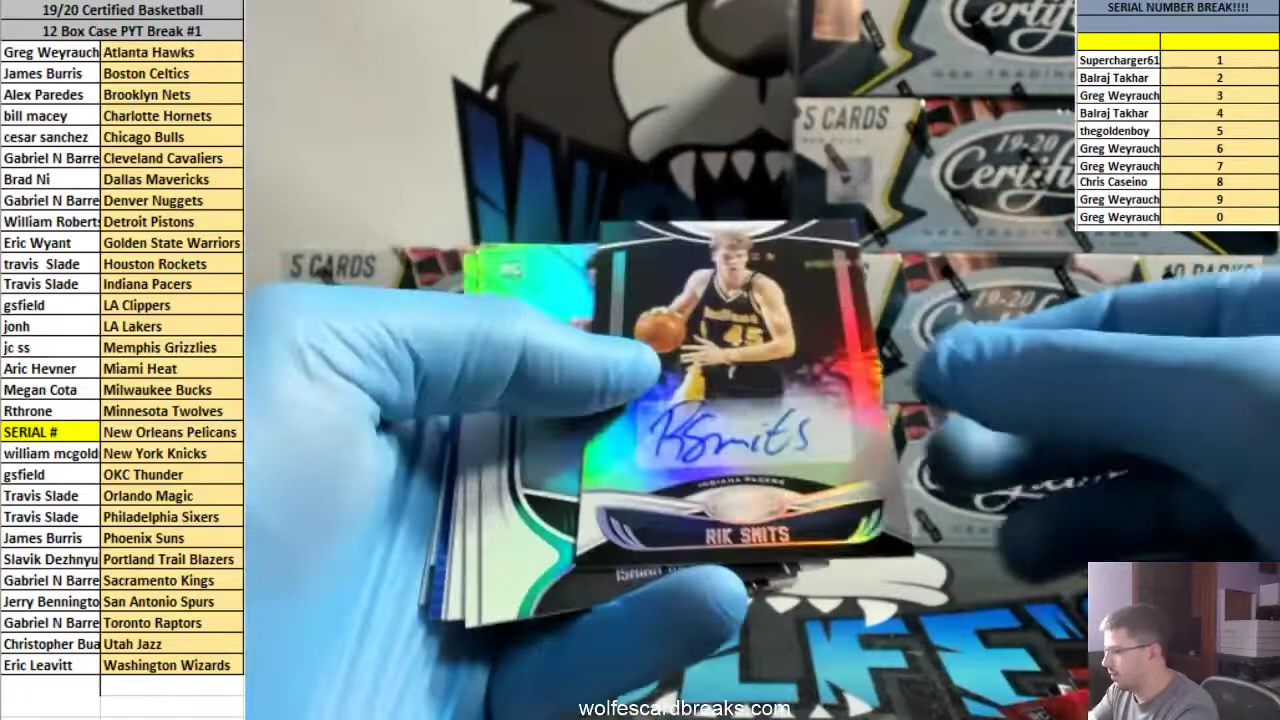 19/20 Certified Basketball
12 Box Case PYT Break #1
Greg Weyrauch Atlanta Hawks
James Burris Boston Celtics
Alex Paredes Brooklyn Nets
bill macey Charlotte Hornets
cesar sanchez Chicago Bulls
Gabriel N Barre Cleveland Cavaliers
Brad Ni Dallas Mavericks
Gabriel N Barre Denver Nuggets
William Roberts Detroit Pistons
Eric Wyant Golden State Warriors
travis Slade Houston Rockets
Travis Slade Indiana Pacers
gsfield LA Clippers
jonh LA Lakers
jc ss Memphis Grizzlies
Aric Hevner Miami Heat
Megan Cota Milwaukee Bucks
Rthrone Minnesota Twolves
SERIAL # New Orleans Pelicans
william mcgold New York Knicks
gsfield OKC Thunder
Travis Slade Orlando Magic
Travis Slade Philadelphia Sixers
James Burris Phoenix Suns
Slavik Dezhnyu Portland Trail Blazers
Gabriel N Barre Sacramento Kings
Jerry Benningto San Antonio Spurs
Gabriel N Barre Toronto Raptors
Christopher Bua Utah Jazz
Eric Leavitt Washington Wizards
5 CARDS
5 CARDS
19-20
Certified
19-20
10 PACKS
45
RSmits
INDIANA PACERS
RIK SMITS
wolfescardbreaks.com
SERIAL NUMBER BREAK!!!!
Supercharger61 1
Balraj Takhar 2
Greg Weyrauch 3
Balraj Takhar 4
thegoldenboy 5
Greg Weyrauch 6
Greg Weyrauch 7
Chris Caseino 8
Greg Weyrauch 9
Greg Weyrauch 0